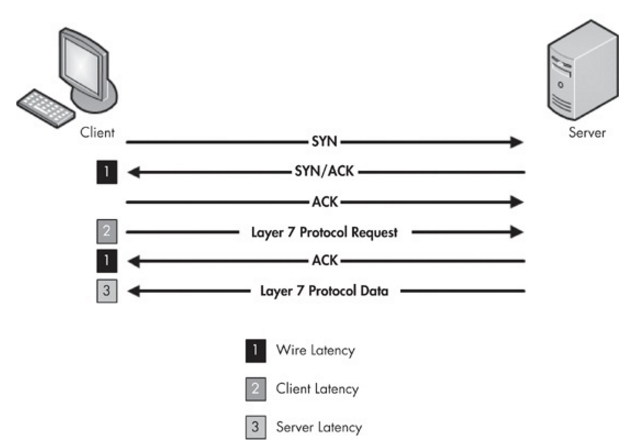 Client
Server
SYN
1 SYN/ACK
ACK
2 Layer 7 Protocol Request
1 ACK
3 Layer 7 Protocol Data
1 Wire Latency
2 Client Latency
3 Server Latency